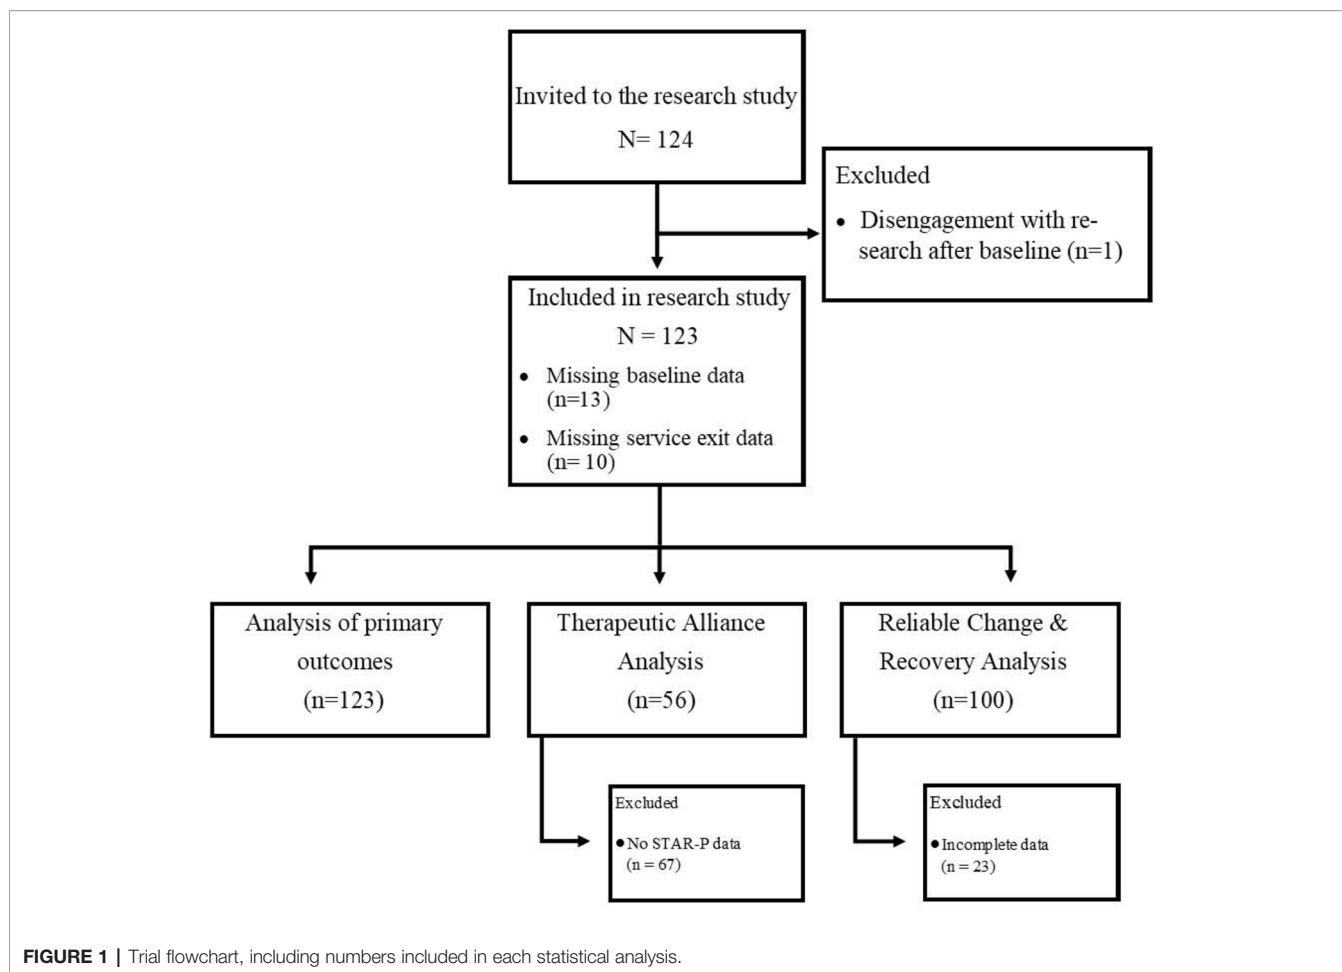 Invited to the research study
N= 124
Excluded
• Disengagement with re-
search after baseline (n=1)
Included in research study
N = 123
• Missing baseline data
(n=13)
• Missing service exit data
(n= 10)
Analysis of primary
outcomes
(n=123)
Therapeutic Alliance
Analysis
(n=56)
Reliable Change &
Recovery Analysis
(n=100)
Excluded
• No STAR-P data
(n = 67)
Excluded
• Incomplete data
(n = 23)
FIGURE 1 | Trial flowchart, including numbers included in each statistical analysis.